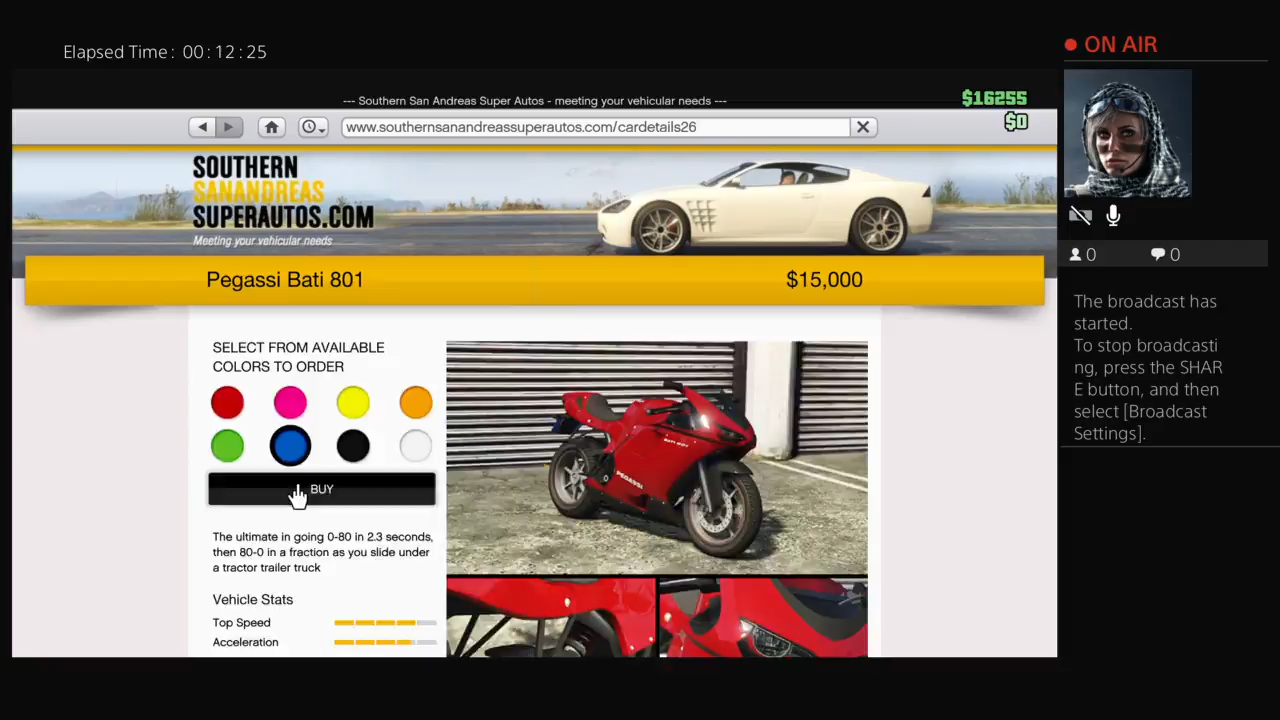 Elapsed Time: 00:12:25
ON AIR
--- Southern San Andreas Super Autos - meeting your vehicular needs ---
$16255
$0
www.southernsanandreassuperautos.com/cardetails26
SOUTHERN
SANANDREAS
SUPERAUTOS.COM
Meeting your vehicular needs
Pegassi Bati 801
$15,000
SELECT FROM AVAILABLE
COLORS TO ORDER
BUY
The ultimate in going 0-80 in 2.3 seconds,
then 80-0 in a fraction as you slide under
a tractor trailer truck
Vehicle Stats
Top Speed
Acceleration
BATI 801
PEGASSI
0
0
The broadcast has
started.
To stop broadcasti
ng, press the SHAR
E button, and then
select [Broadcast
Settings].